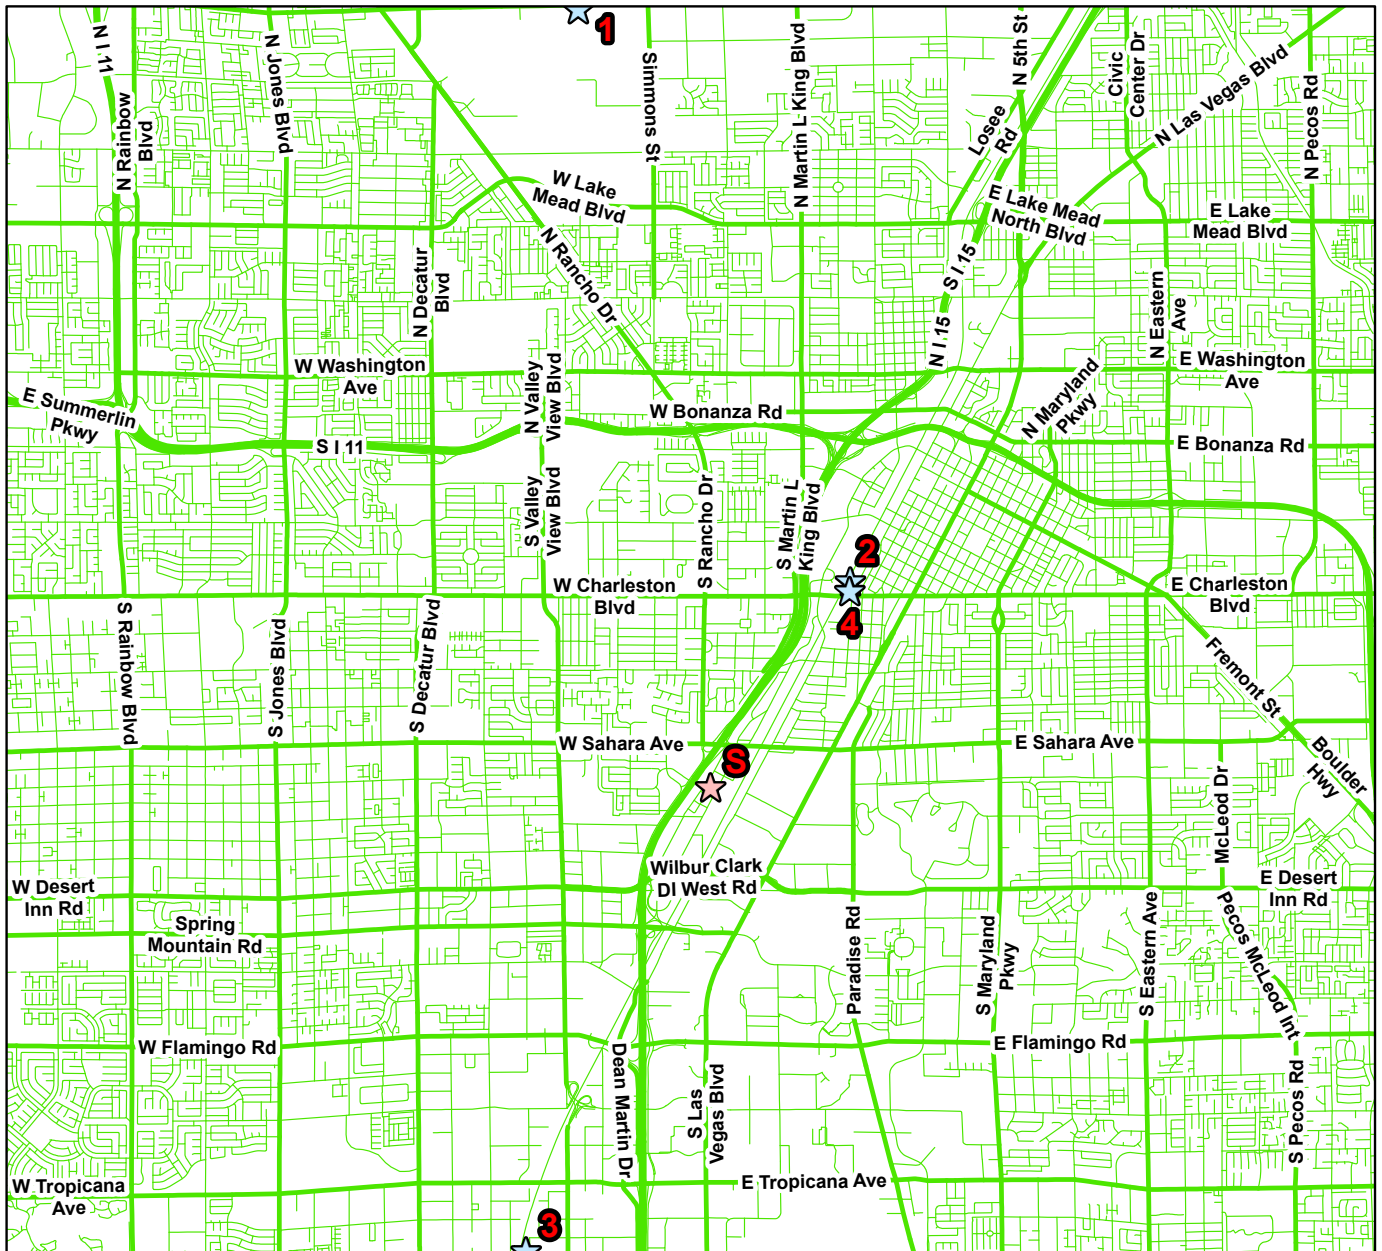 1
N I 11
N Rainbow
Blvd
N Jones Blvd
Simmons St
N Martin L King Blvd
N 5th St
Losee
Rd
Civic
Center Dr
N Las Vegas Blvd
N Pecos Rd
W Lake
Mead Blvd
E Lake Mead
North Blvd
E Lake
Mead Blvd
N Rancho Dr
N Decatur
Blvd
S I 15
N I 15
N Eastern
Ave
W Washington
Ave
E Washington
Ave
N Valley
View Blvd
N Maryland
Pkwy
E Summerlin
Pkwy
W Bonanza Rd
S I 11
E Bonanza Rd
S Valley
View Blvd
S Rancho Dr
S Martin L
King Blvd
2
W Charleston
Blvd
E Charleston
Blvd
4
S Rainbow Blvd
S Jones Blvd
S Decatur Blvd
Fremont St
W Sahara Ave
E Sahara Ave
S
Boulder
Hwy
McLeod Dr
Wilbur Clark
DI West Rd
W Desert
Inn Rd
E Desert
Inn Rd
Spring
Mountain Rd
Paradise Rd
S Maryland
Pkwy
S Eastern Ave
Pecos McLeod Int
W Flamingo Rd
E Flamingo Rd
Dean Martin Dr
S Las
Vegas Blvd
S Pecos Rd
W Tropicana
Ave
E Tropicana Ave
3